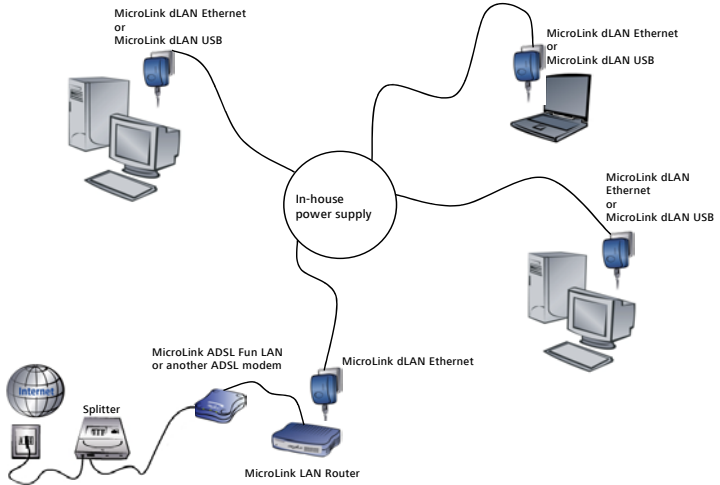 MicroLink dLAN Ethernet
or
MicroLink dLAN USB
MicroLink dLAN Ethernet
or
MicroLink dLAN USB
MicroLink dLAN
Ethernet
or
MicroLink dLAN USB
In-house
power supply
MicroLink ADSL Fun LAN
or another ADSL modem
MicroLink dLAN Ethernet
Internet
Splitter
MicroLink LAN Router